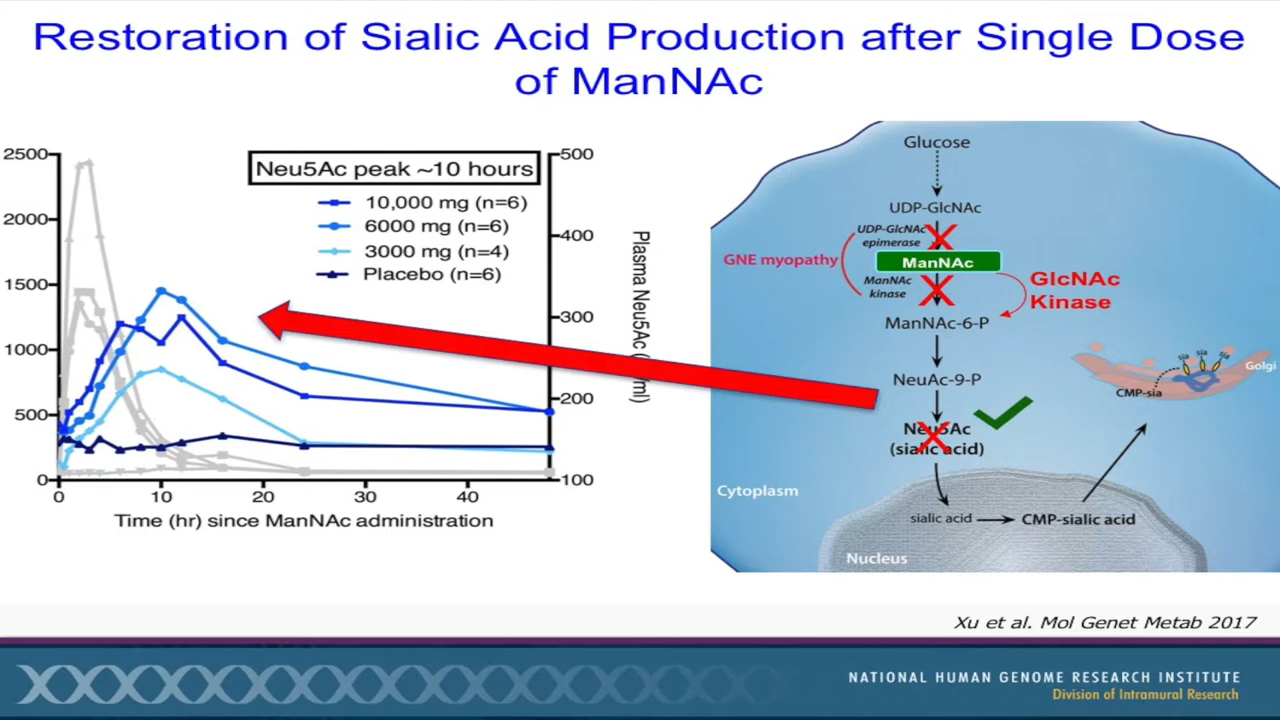 Restoration of Sialic Acid Production after Single Dose
of ManNAc
2500
2000
1500
1000
500
0
500
400
300
200
100
Neu5Ac peak ~10 hours
10,000 mg (n=6)
6000 mg (n=6)
3000 mg (n=4)
Placebo (n=6)
Plasma Neu5Ac (
/ml)
0
10
20
30
40
Time (hr) since ManNAc administration
Glucose
UDP-GlcNAc
UDP-GlcNAc
epimerase
GNE myopathy
ManNAc
ManNAc
kinase
GlcNAc
Kinase
ManNAc-6-P
NeuAc-9-P
Neu5Ac
(sialic acid)
sia
sia
sia
Golgi
CMP-sia
Cytoplasm
sialic acid
CMP-sialic acid
Nucleus
Xu et al. Mol Genet Metab 2017
NATIONAL HUMAN GENOME RESEARCH INSTITUTE
Division of Intramural Research